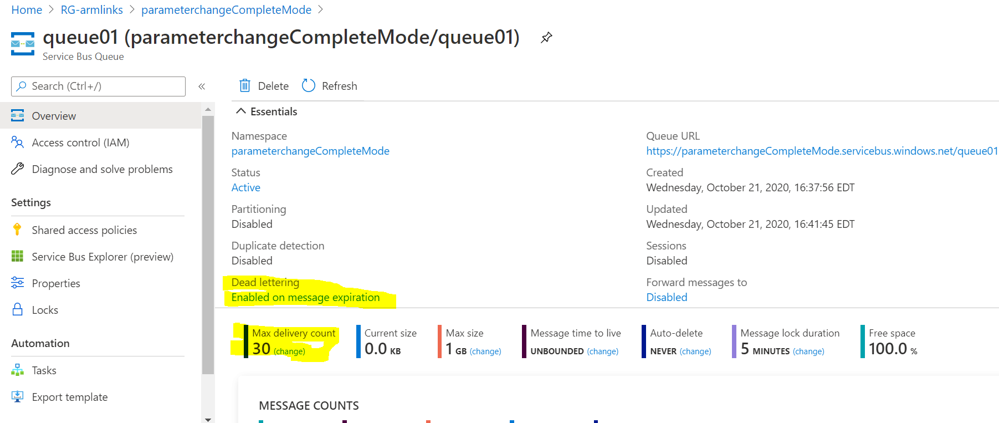 Home > RG-armlinks > parameterchangeCompleteMode >
queue01 (parameterchangeCompleteMode/queue01)
Service Bus Queue
Search (Ctrl+/)
«
Delete
Refresh
Overview
Access control (IAM)
Diagnose and solve problems
Settings
Shared access policies
Service Bus Explorer (preview)
Properties
Locks
Automation
Tasks
Export template
Essentials
Namespace
parameterchangeCompleteMode
Status
Active
Partitioning
Disabled
Duplicate detection
Disabled
Dead lettering
Enabled on message expiration
Queue URL
https://parameterchangeCompleteMode.servicebus.windows.net/queue01
Created
Wednesday, October 21, 2020, 16:37:56 EDT
Updated
Wednesday, October 21, 2020, 16:41:45 EDT
Sessions
Disabled
Forward messages to
Disabled
Max delivery count
30 (change)
Current size
0.0 KB
Max size
1 GB (change)
Message time to live
UNBOUNDED (change)
Auto-delete
NEVER (change)
Message lock duration
5 MINUTES (change)
Free space
100.0 %
MESSAGE COUNTS